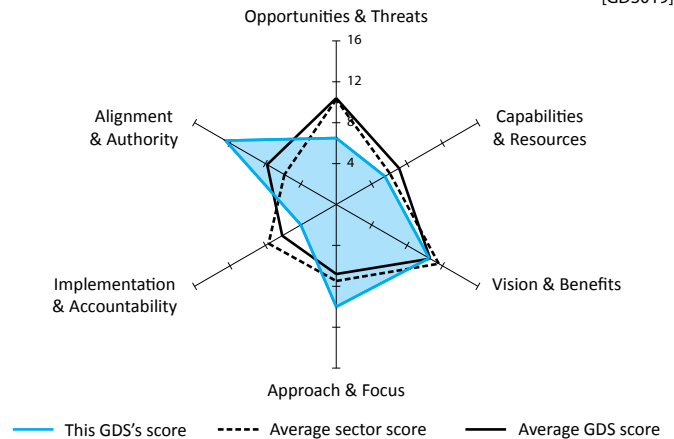 Opportunities & Threats
16
12
8
4
Alignment
& Authority
Capabilities
& Resources
Implementation
& Accountability
Vision & Benefits
Approach & Focus
This GDS's score
Average sector score
Average GDS score